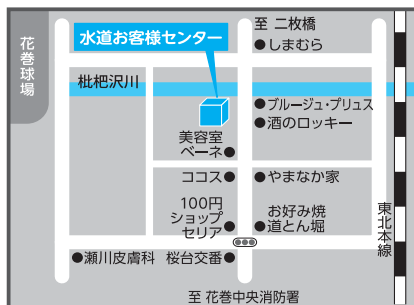 花巻球場
水道お客様センター
至 二枚橋
●しまむら
枇杷沢川
●ブルージュ・プリュス
●酒のロッキー
美容室
ベーネ●
ココス●
●やまなか家
100円
ショップ
セリア●
お好み焼
●道とん堀
東北本線
●瀬川皮膚科
桜台交番●
至 花巻中央消防署